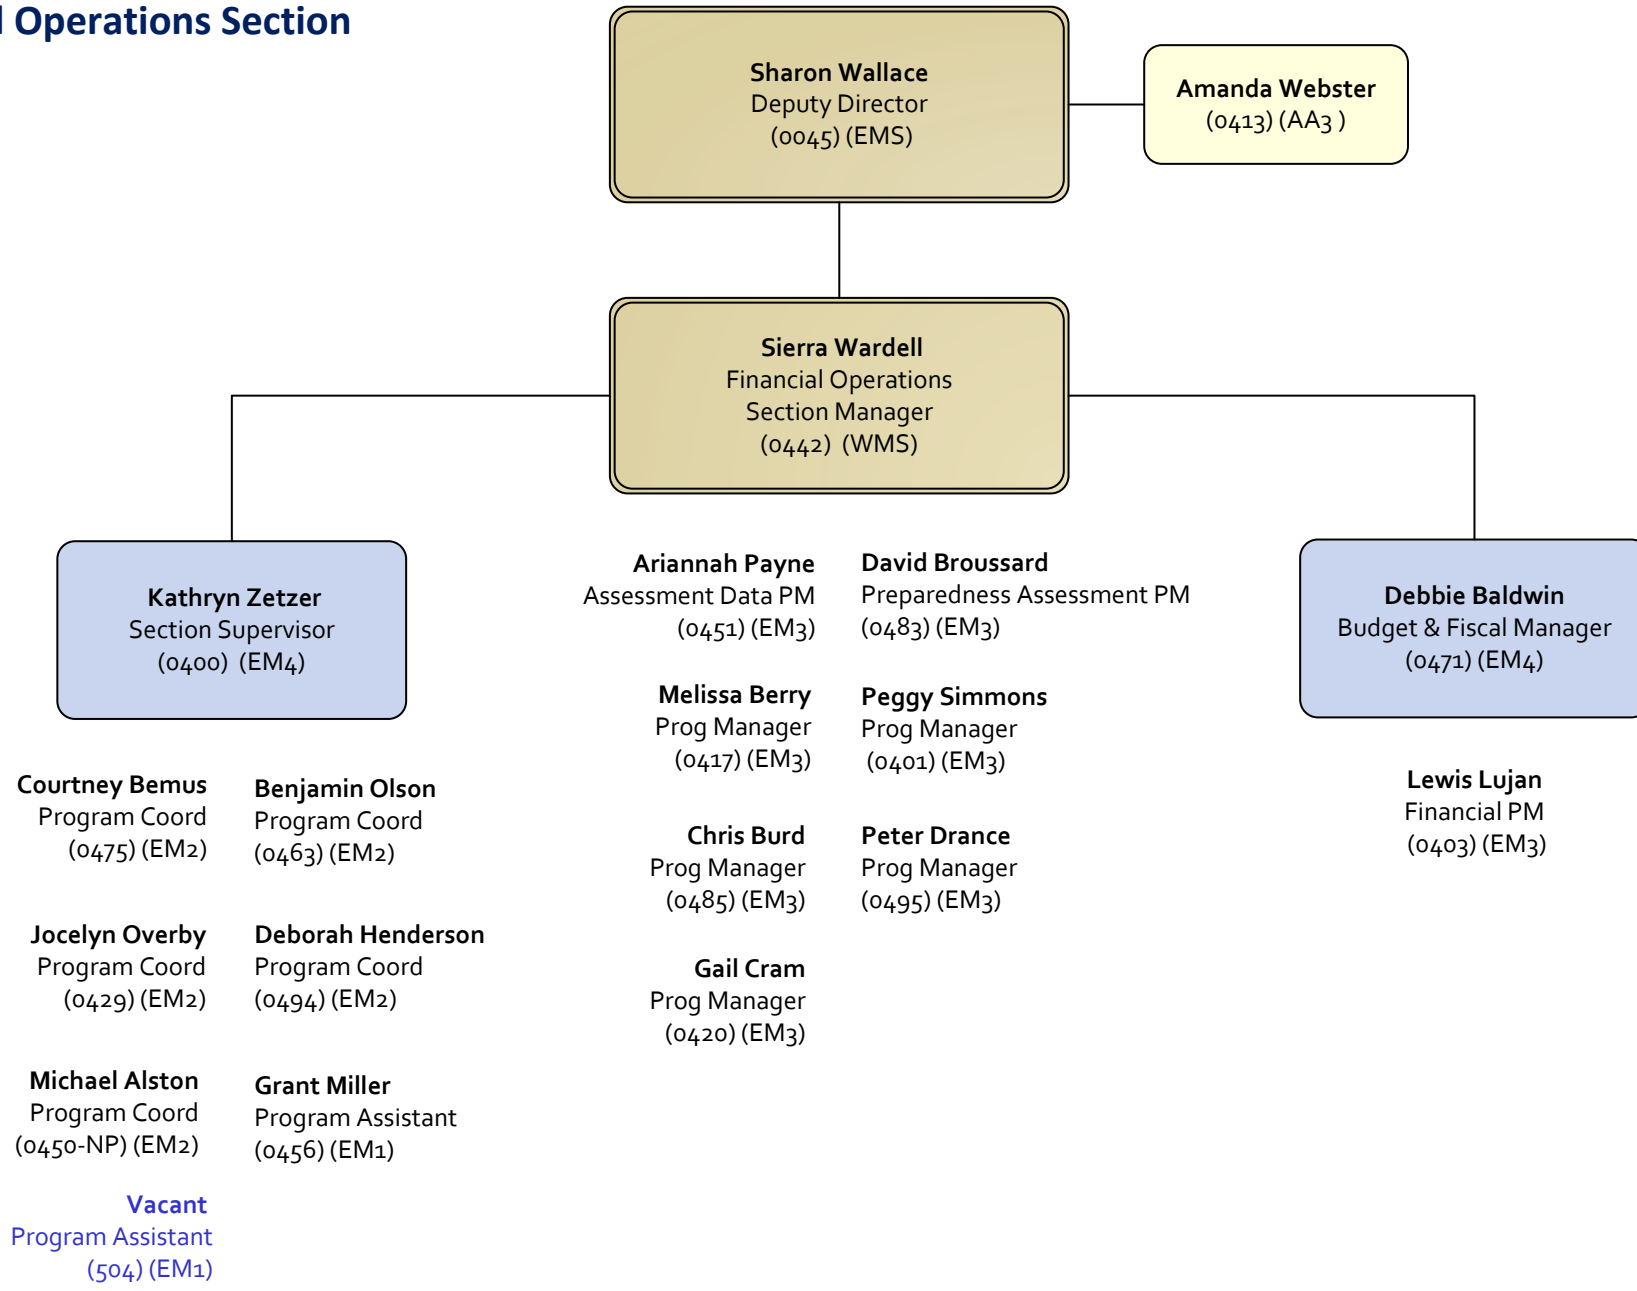 Operations Section
Sharon Wallace
Deputy Director
(0045) (EMS)
Amanda Webster
(0413) (AA3 )
Sierra Wardell
Financial Operations
Section Manager
(0442) (WMS)
Kathryn Zetzer
Section Supervisor
(0400) (EM4)
Ariannah Payne
Assessment Data PM
(0451) (EM3)
David Broussard
Preparedness Assessment PM
(0483) (EM3)
Debbie Baldwin
Budget & Fiscal Manager
(0471) (EM4)
Melissa Berry
Prog Manager
(0417) (EM3)
Peggy Simmons
Prog Manager
(0401) (EM3)
Chris Burd
Prog Manager
(0485) (EM3)
Peter Drance
Prog Manager
(0495) (EM3)
Gail Cram
Prog Manager
(0420) (EM3)
Lewis Lujan
Financial PM
(0403) (EM3)
Courtney Bemus
Program Coord
(0475) (EM2)
Benjamin Olson
Program Coord
(0463) (EM2)
Jocelyn Overby
Program Coord
(0429) (EM2)
Deborah Henderson
Program Coord
(0494) (EM2)
Michael Alston
Program Coord
(0450-NP) (EM2)
Grant Miller
Program Assistant
(0456) (EM1)
Vacant
Program Assistant
(504) (EM1)